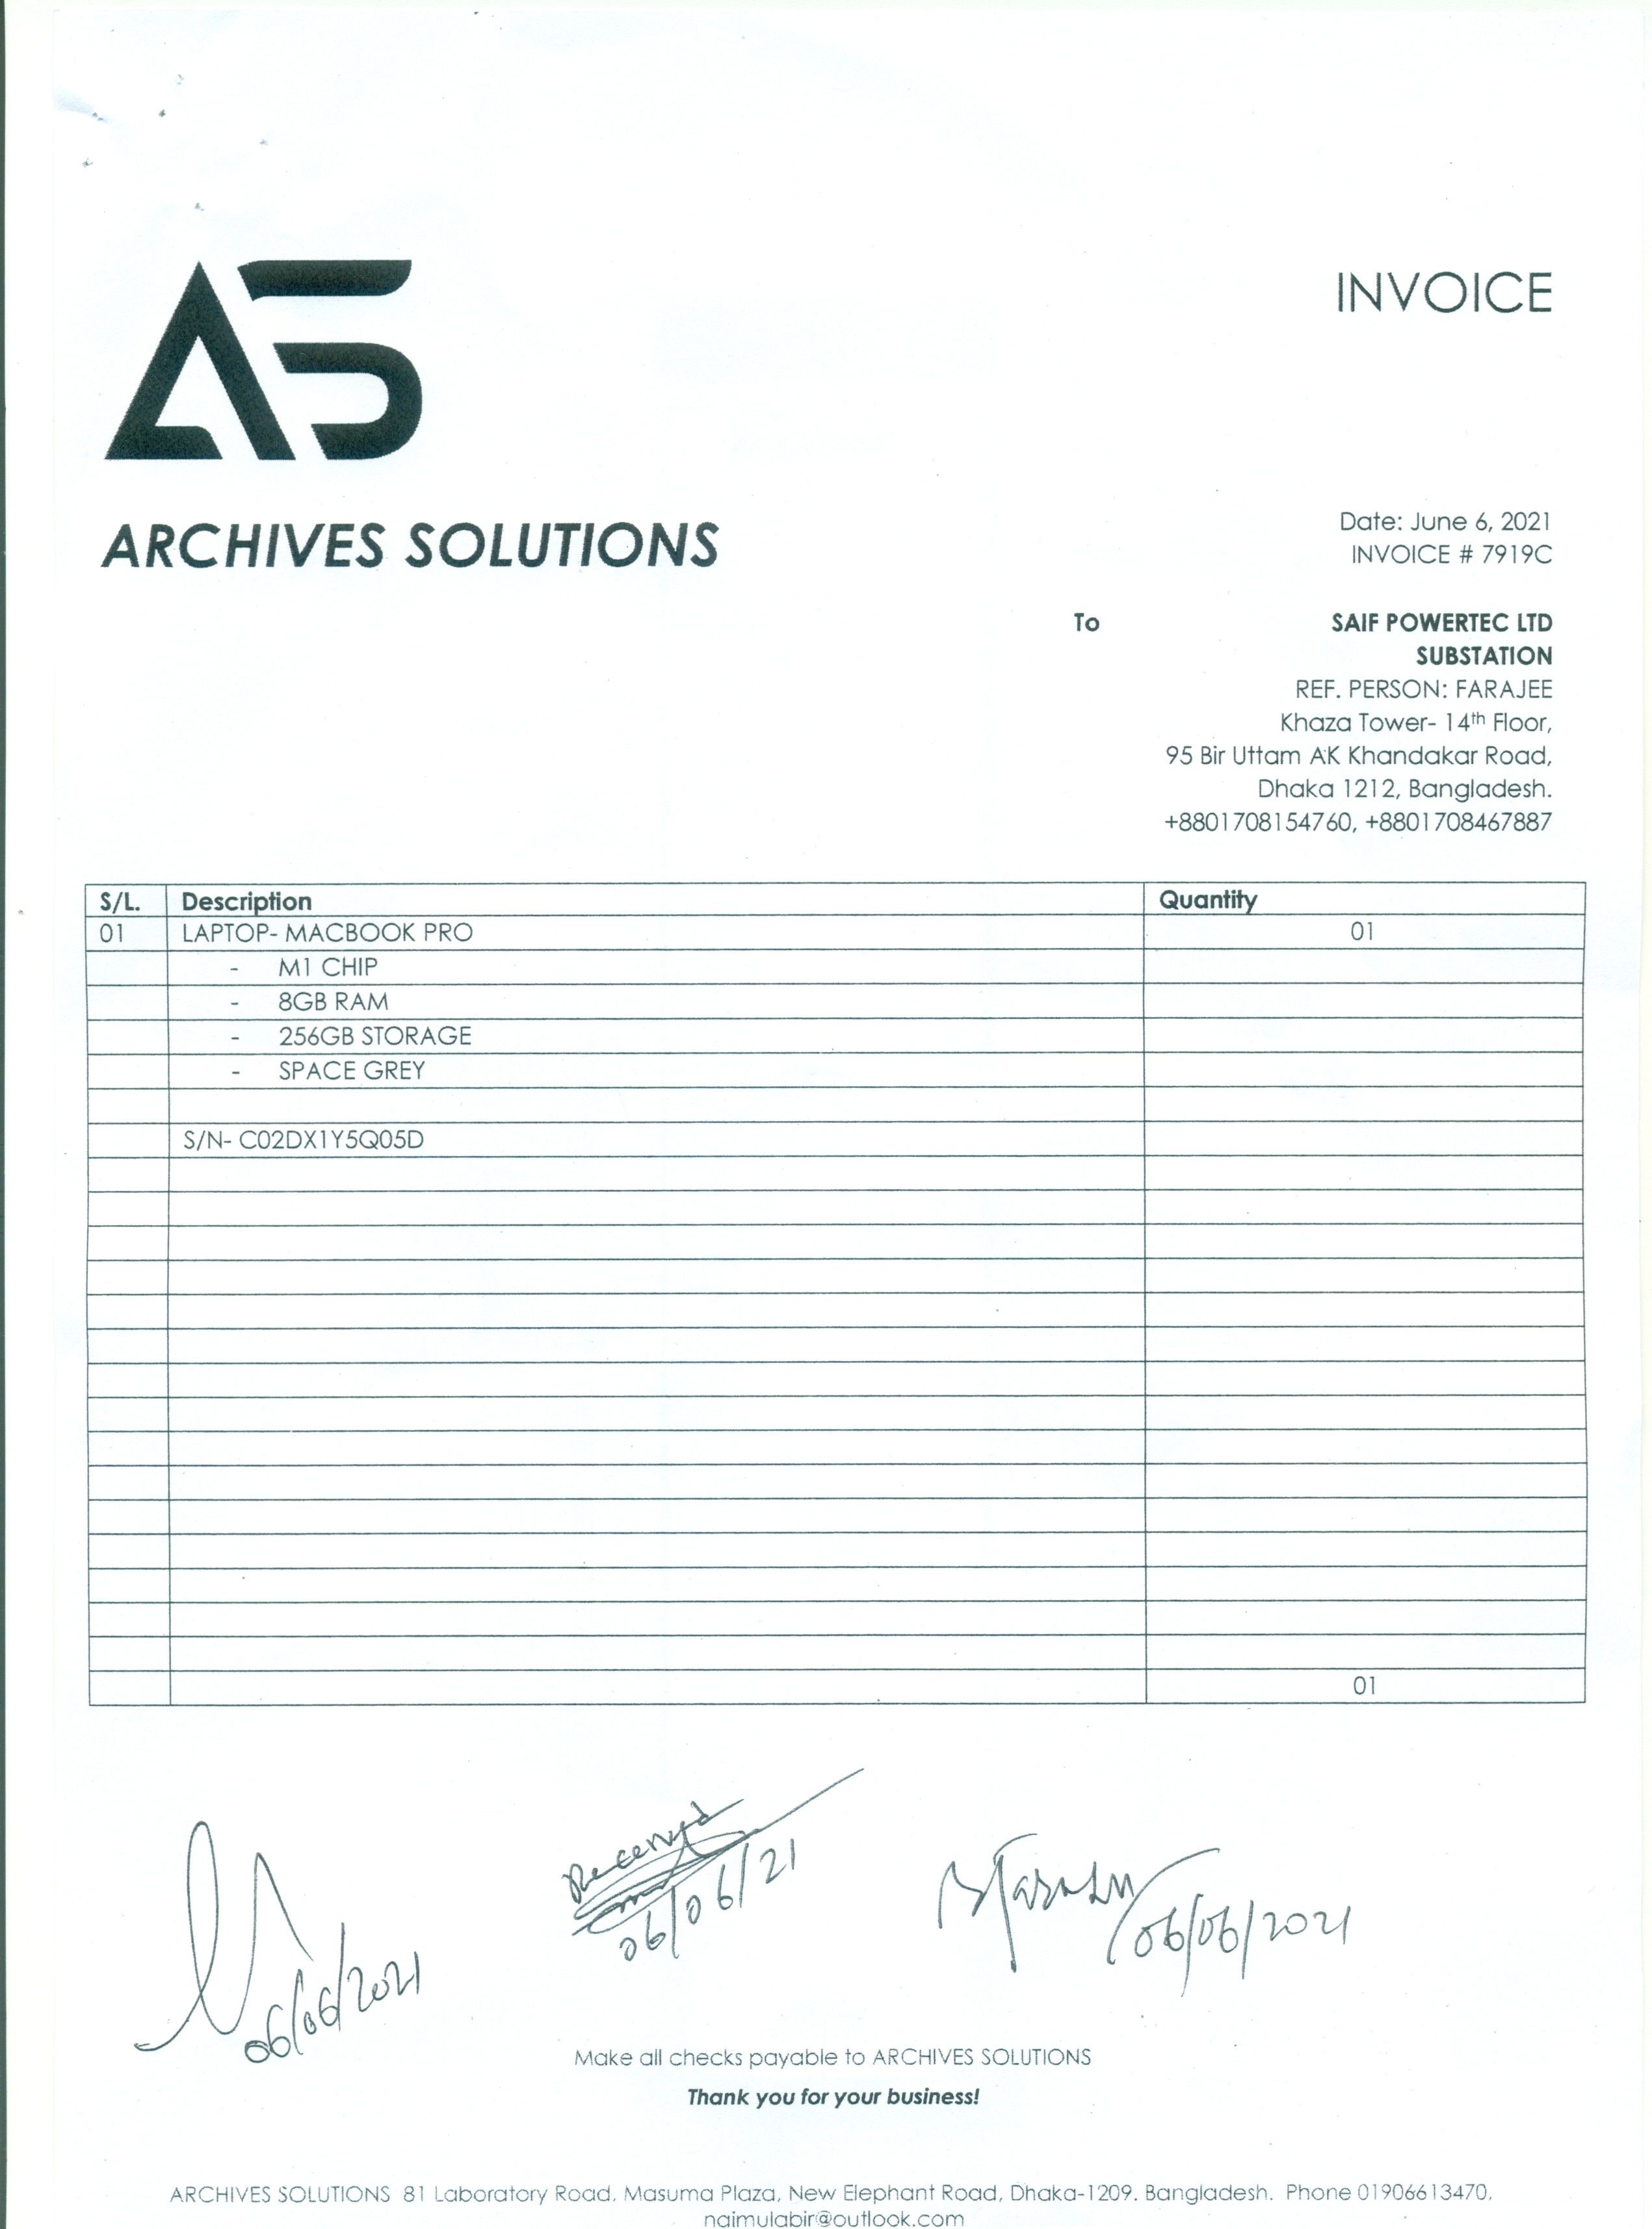 AS
INVOICE
ARCHIVES SOLUTIONS
Date: June 6, 2021
INVOICE # 7919C
To SAIF POWERTEC LTD
SUBSTATION
REF. PERSON: FARAJEE
Khaza Tower- 14th Floor,
95 Bir Uttam AK Khandakar Road,
Dhaka 1212, Bangladesh.
+8801708154760, +8801708467887
S/L. Description Quantity
01 LAPTOP- MACBOOK PRO 01
- M1 CHIP
- 8GB RAM
- 256GB STORAGE
- SPACE GREY
S/N- C02DX1Y5Q05D
01
Received
06/06/21
06/06/2021
06/06/2021
Make all checks payable to ARCHIVES SOLUTIONS
Thank you for your business!
ARCHIVES SOLUTIONS 81 Laboratory Road, Masuma Plaza, New Elephant Road, Dhaka-1209. Bangladesh. Phone 01906613470,
naimulabir@outlook.com